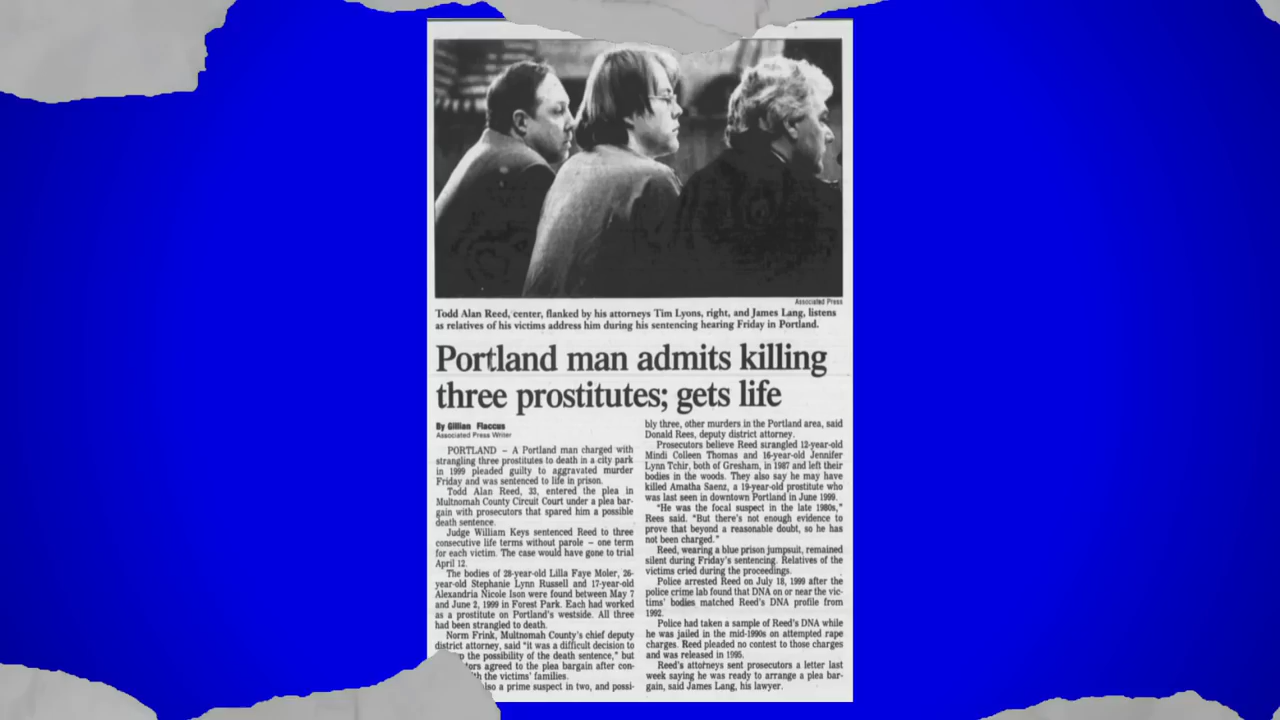 Associated Press
Todd Alan Reed, center, flanked by his attorneys Tim Lyons, right, and James Lang, listens
as relatives of his victims address him during his sentencing hearing Friday in Portland.
Portland man admits killing
three prostitutes; gets life
By Gillian Flaccus
Associated Press Writer
PORTLAND – A Portland man charged with
strangling three prostitutes to death in a city park
in 1999 pleaded guilty to aggravated murder
Friday and was sentenced to life in prison.
Todd Alan Reed, 33, entered the plea in
Multnomah County Circuit Court under a plea bar-
gain with prosecutors that spared him a possible
death sentence.
Judge William Keys sentenced Reed to three
consecutive life terms without parole – one term
for each victim. The case would have gone to trial
April 12.
The bodies of 28-year-old Lilla Faye Moler, 26-
year-old Stephanie Lynn Russell and 17-year-old
Alexandria Nicole Ison were found between May 7
and June 2, 1999 in Forest Park. Each had worked
as a prostitute on Portland's westside. All three
had been strangled to death.
Norm Frink, Multnomah County's chief deputy
district attorney, said "it was a difficult decision to
the possibility of the death sentence," but
agreed to the plea bargain after con-
the victims' families.
a prime suspect in two, and possi-
bly three, other murders in the Portland area, said
Donald Rees, deputy district attorney.
Prosecutors believe Reed strangled 12-year-old
Mindi Colleen Thomas and 16-year-old Jennifer
Lynn Tchir, both of Gresham, in 1987 and left their
bodies in the woods. They also say he may have
killed Amatha Saenz, a 19-year-old prostitute who
was last seen in downtown Portland in June 1999.
"He was the focal suspect in the late 1980s,"
Rees said. "But there's not enough evidence to
prove that beyond a reasonable doubt, so he has
not been charged."
Reed, wearing a blue prison jumpsuit, remained
silent during Friday's sentencing. Relatives of the
victims cried during the proceedings.
Police arrested Reed on July 18, 1999 after the
police crime lab found that DNA on or near the vic-
tims' bodies matched Reed's DNA profile from
1992.
Police had taken a sample of Reed's DNA while
he was jailed in the mid-1990s on attempted rape
charges. Reed pleaded no contest to those charges
and was released in 1995.
Reed's attorneys sent prosecutors a letter last
week saying he was ready to arrange a plea bar-
gain, said James Lang, his lawyer.